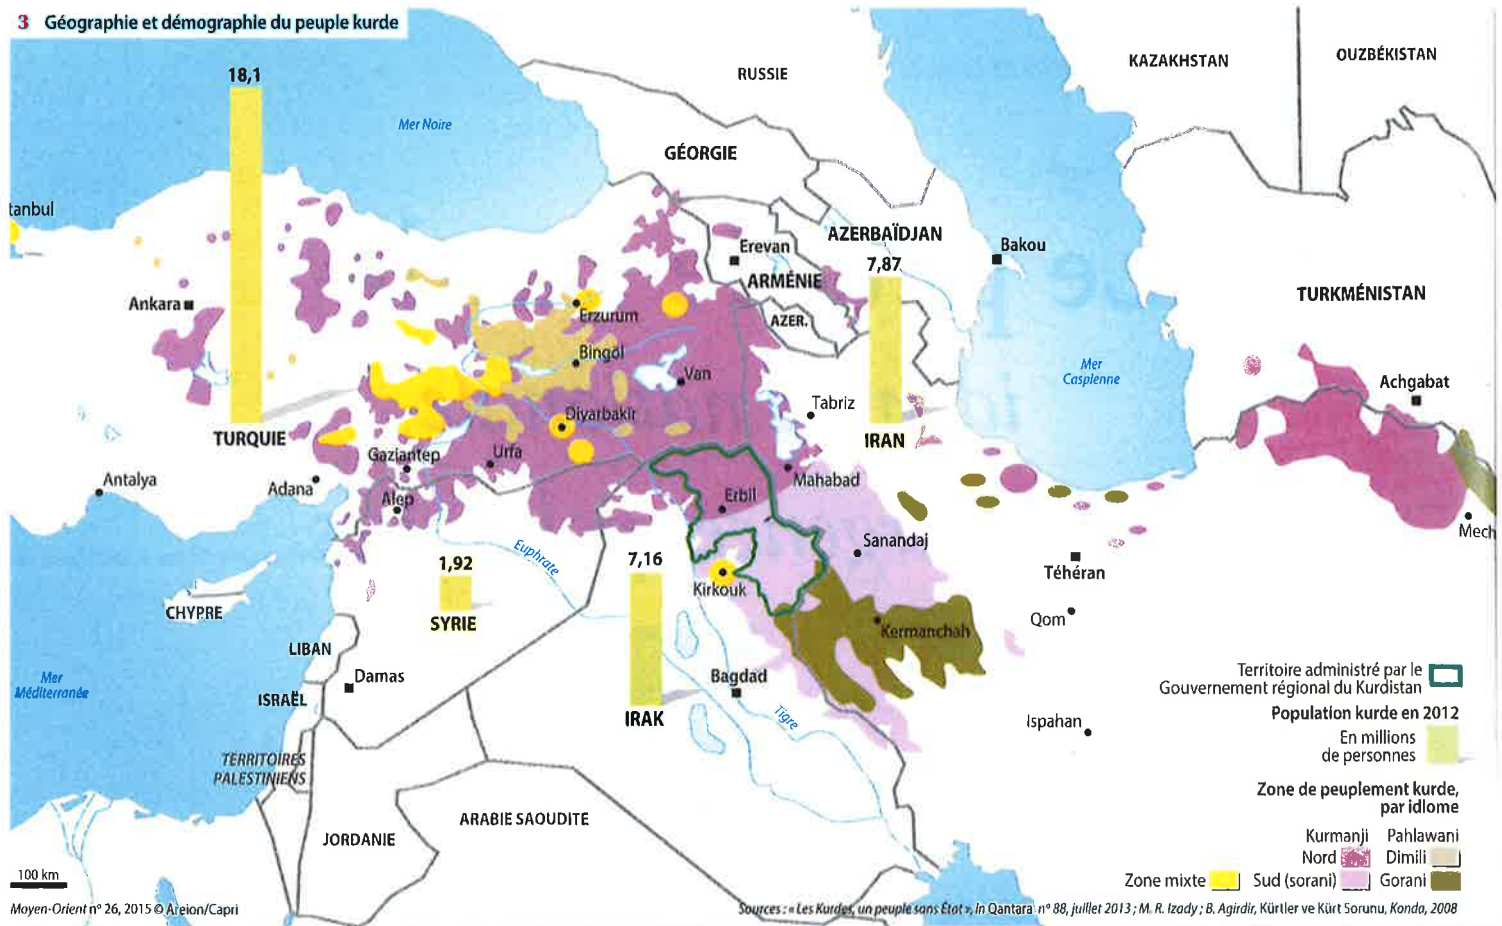 3 Géographie et démographie du peuple kurde
18,1
RUSSIE
KAZAKHSTAN
OUZBÉKISTAN
Mer Noire
GÉORGIE
tanbul
AZERBAÏDJAN
Erevan
Bakou
7,87
ARMÉNIE
TURKMÉNISTAN
Ankara
Erzurum
AZER.
Bingöl
Van
Mer
Caspienne
Achgabat
Tabriz
Diyarbakir
TURQUIE
IRAN
Gaziantep
Urfa
Antalya
Adana
Mahabad
Alep
Erbil
Mech
Sanandaj
Euphrate
1,92
7,16
Téhéran
Kirkouk
CHYPRE
SYRIE
Qom
Kermanchah
LIBAN
Mer
Méditerranée
Damas
Bagdad
ISRAËL
IRAK
Tigre
Ispahan
TERRITOIRES
PALESTINIENS
JORDANIE
ARABIE SAOUDITE
Territoire administré par le
Gouvernement régional du Kurdistan
Population kurde en 2012
En millions
de personnes
Zone de peuplement kurde,
par idiome
Kurmanji Pahlawani
Nord Dimili
Zone mixte Sud (sorani) Gorani
100 km
Moyen-Orient n° 26, 2015 © Areion/Capri
Sources : « Les Kurdes, un peuple sans État », in Qantara n° 88, juillet 2013 ; M. R. Izady ; B. Agirdir, Kürtler ve Kürt Sorunu, Konda, 2008